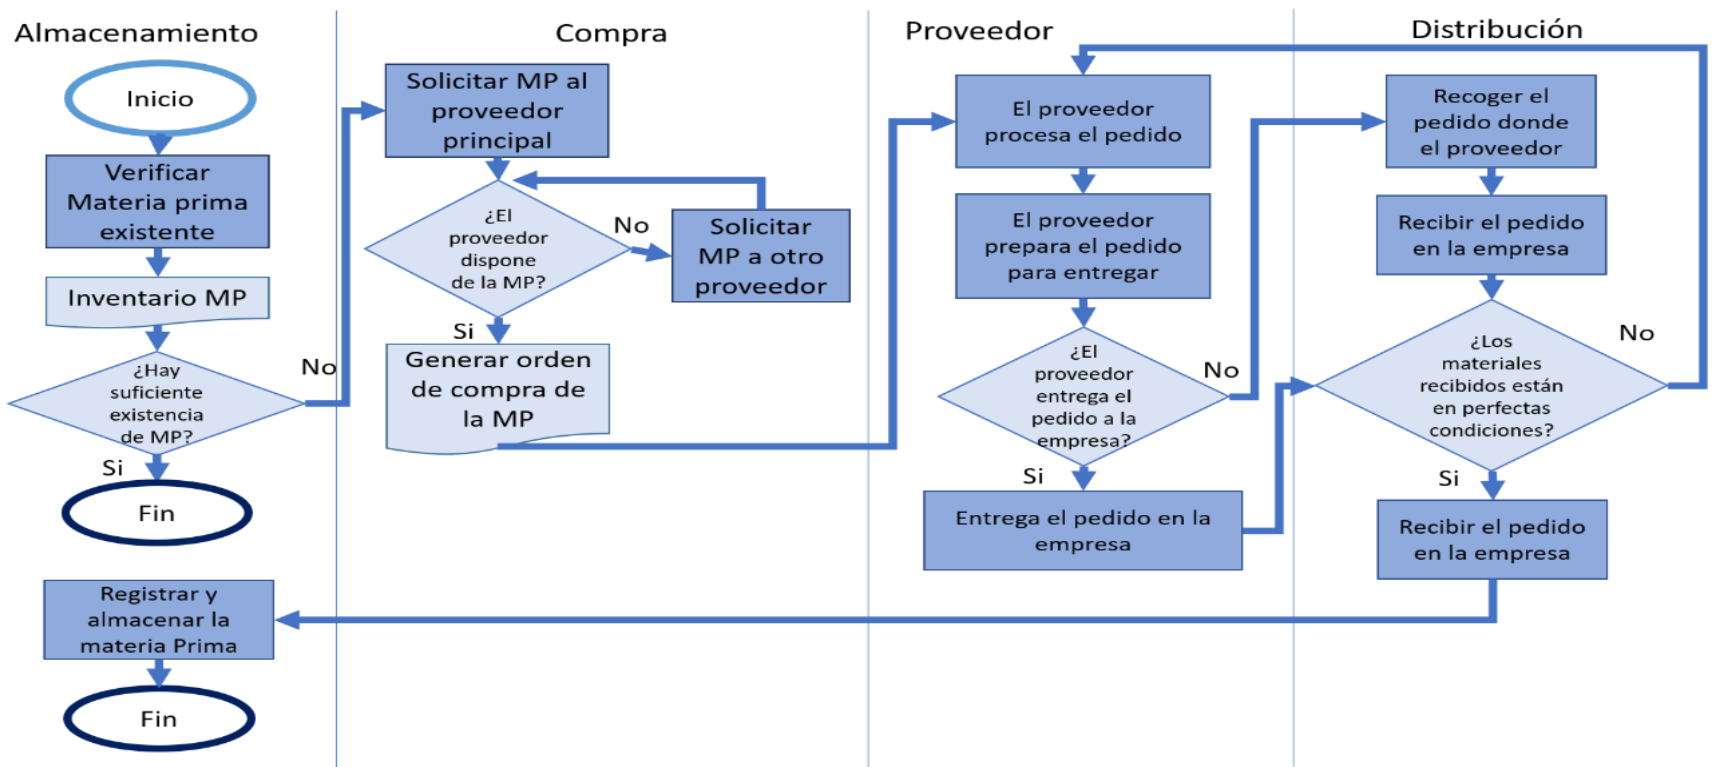 Almacenamiento
Inicio
Verificar
Materia prima
existente
Inventario MP
¿Hay
suficiente
existencia
de MP?
No
Si
Fin
Registrar y
almacenar la
materia Prima
Fin
Compra
Solicitar MP al
proveedor
principal
¿El
proveedor
dispone
de la MP?
No
Solicitar
MP a otro
proveedor
Si
Generar orden
de compra de
la MP
Proveedor
El proveedor
procesa el pedido
El proveedor
prepara el pedido
para entregar
¿El
proveedor
entrega el
pedido a la
empresa?
No
Si
Entrega el pedido en la
empresa
Distribución
Recoger el
pedido donde
el proveedor
Recibir el pedido
en la empresa
¿Los
materiales
recibidos están
en perfectas
condiciones?
No
Si
Recibir el pedido
en la empresa